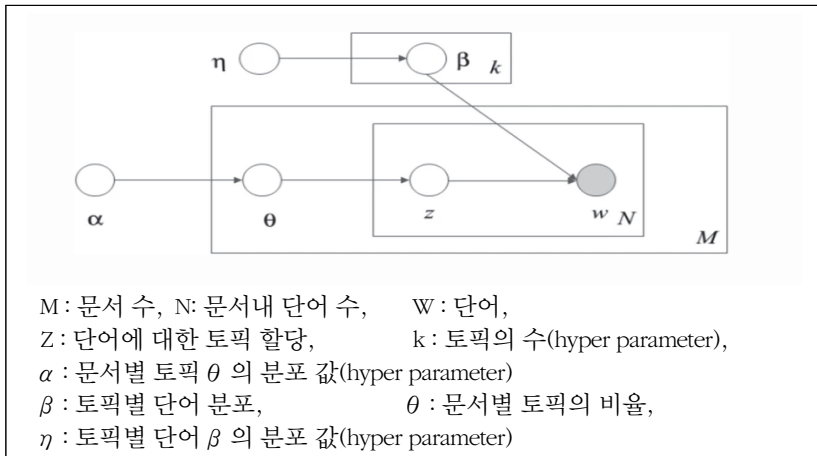 η
β k
α θ z w N
M
M : 문서 수, N: 문서내 단어 수, W : 단어,
Z : 단어에 대한 토픽 할당, k : 토픽의 수(hyper parameter),
α : 문서별 토픽 θ 의 분포 값(hyper parameter)
β : 토픽별 단어 분포, θ : 문서별 토픽의 비율,
η : 토픽별 단어 β 의 분포 값(hyper parameter)